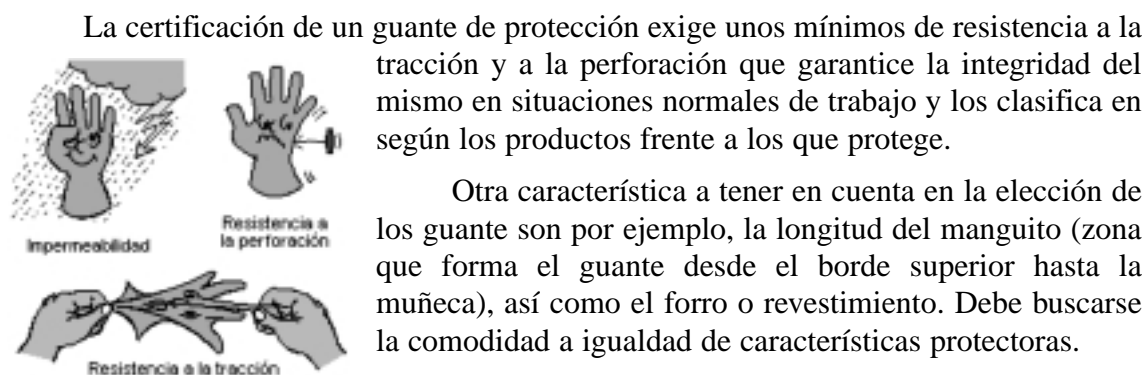 La certificación de un guante de protección exige unos mínimos de resistencia a la
tracción y a la perforación que garantice la integridad del
mismo en situaciones normales de trabajo y los clasifica en
según los productos frente a los que protege.
Otra característica a tener en cuenta en la elección de
los guante son por ejemplo, la longitud del manguito (zona
que forma el guante desde el borde superior hasta la
muñeca), así como el forro o revestimiento. Debe buscarse
la comodidad a igualdad de características protectoras.
Impermeabilidad
Resistencia a
la perforación
Resistencia a la tracción